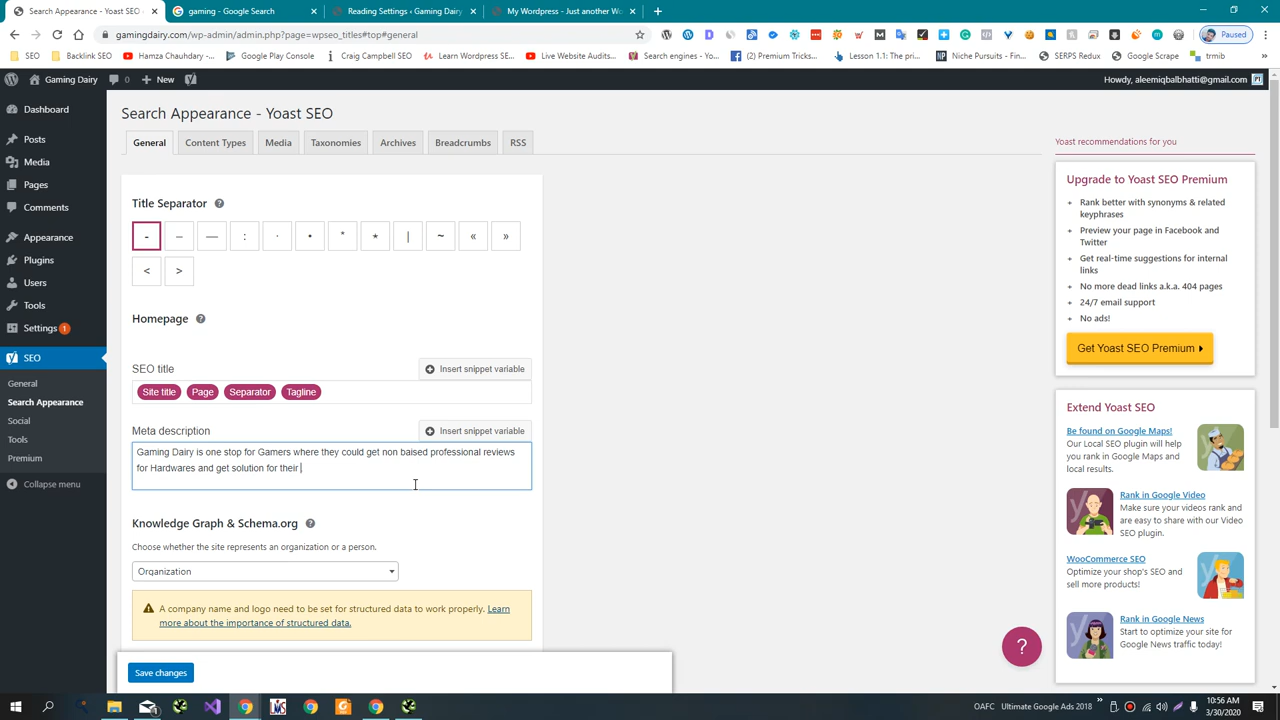 Search Appearance - Yoast SEO
gaming - Google Search
Reading Settings ‹ Gaming Dairy
My Wordpress - Just another Wo
gamingdairy.com/wp-admin/admin.php?page=wpseo_titles#top#general
Paused
SEO
Backlink SEO
Hamza Chauhdary -
Google Play Console
Craig Campbell SEO
Learn Wordpress SE...
Live Website Audits...
Search engines - Yo...
(2) Premium Tricks...
Lesson 1.1: The pri...
Niche Pursuits - Fin...
SERPS Redux
Google Scrape
trmib
Gaming Dairy
0
New
Howdy, aleemiqbalbhatti@gmail.com
Dashboard
Posts
Media
Pages
Comments
Appearance
Plugins
Users
Tools
Settings 1
SEO
General
Search Appearance
Social
Tools
Premium
Collapse menu
Search Appearance - Yoast SEO
General
Content Types
Media
Taxonomies
Archives
Breadcrumbs
RSS
Title Separator ?
- – — : · • * ⋆ | ~ « »
< >
Homepage ?
SEO title
Insert snippet variable
Site title Page Separator Tagline
Meta description
Insert snippet variable
Gaming Dairy is one stop for Gamers where they could get non baised professional reviews
for Hardwares and get solution for their
Knowledge Graph & Schema.org ?
Choose whether the site represents an organization or a person.
Organization
A company name and logo need to be set for structured data to work properly. Learn
more about the importance of structured data.
Save changes
Yoast recommendations for you
Upgrade to Yoast SEO Premium
+ Rank better with synonyms & related
keyphrases
+ Preview your page in Facebook and
Twitter
+ Get real-time suggestions for internal
links
+ No more dead links a.k.a. 404 pages
+ 24/7 email support
+ No ads!
Get Yoast SEO Premium
Extend Yoast SEO
Be found on Google Maps!
Our Local SEO plugin will help
you rank in Google Maps and
local results.
Rank in Google Video
Make sure your videos rank and
are easy to share with our Video
SEO plugin.
WooCommerce SEO
Optimize your shop's SEO and
sell more products!
Rank in Google News
Start to optimize your site for
Google News traffic today!
?
OAFC
Ultimate Google Ads 2018
10:56 AM
3/30/2020